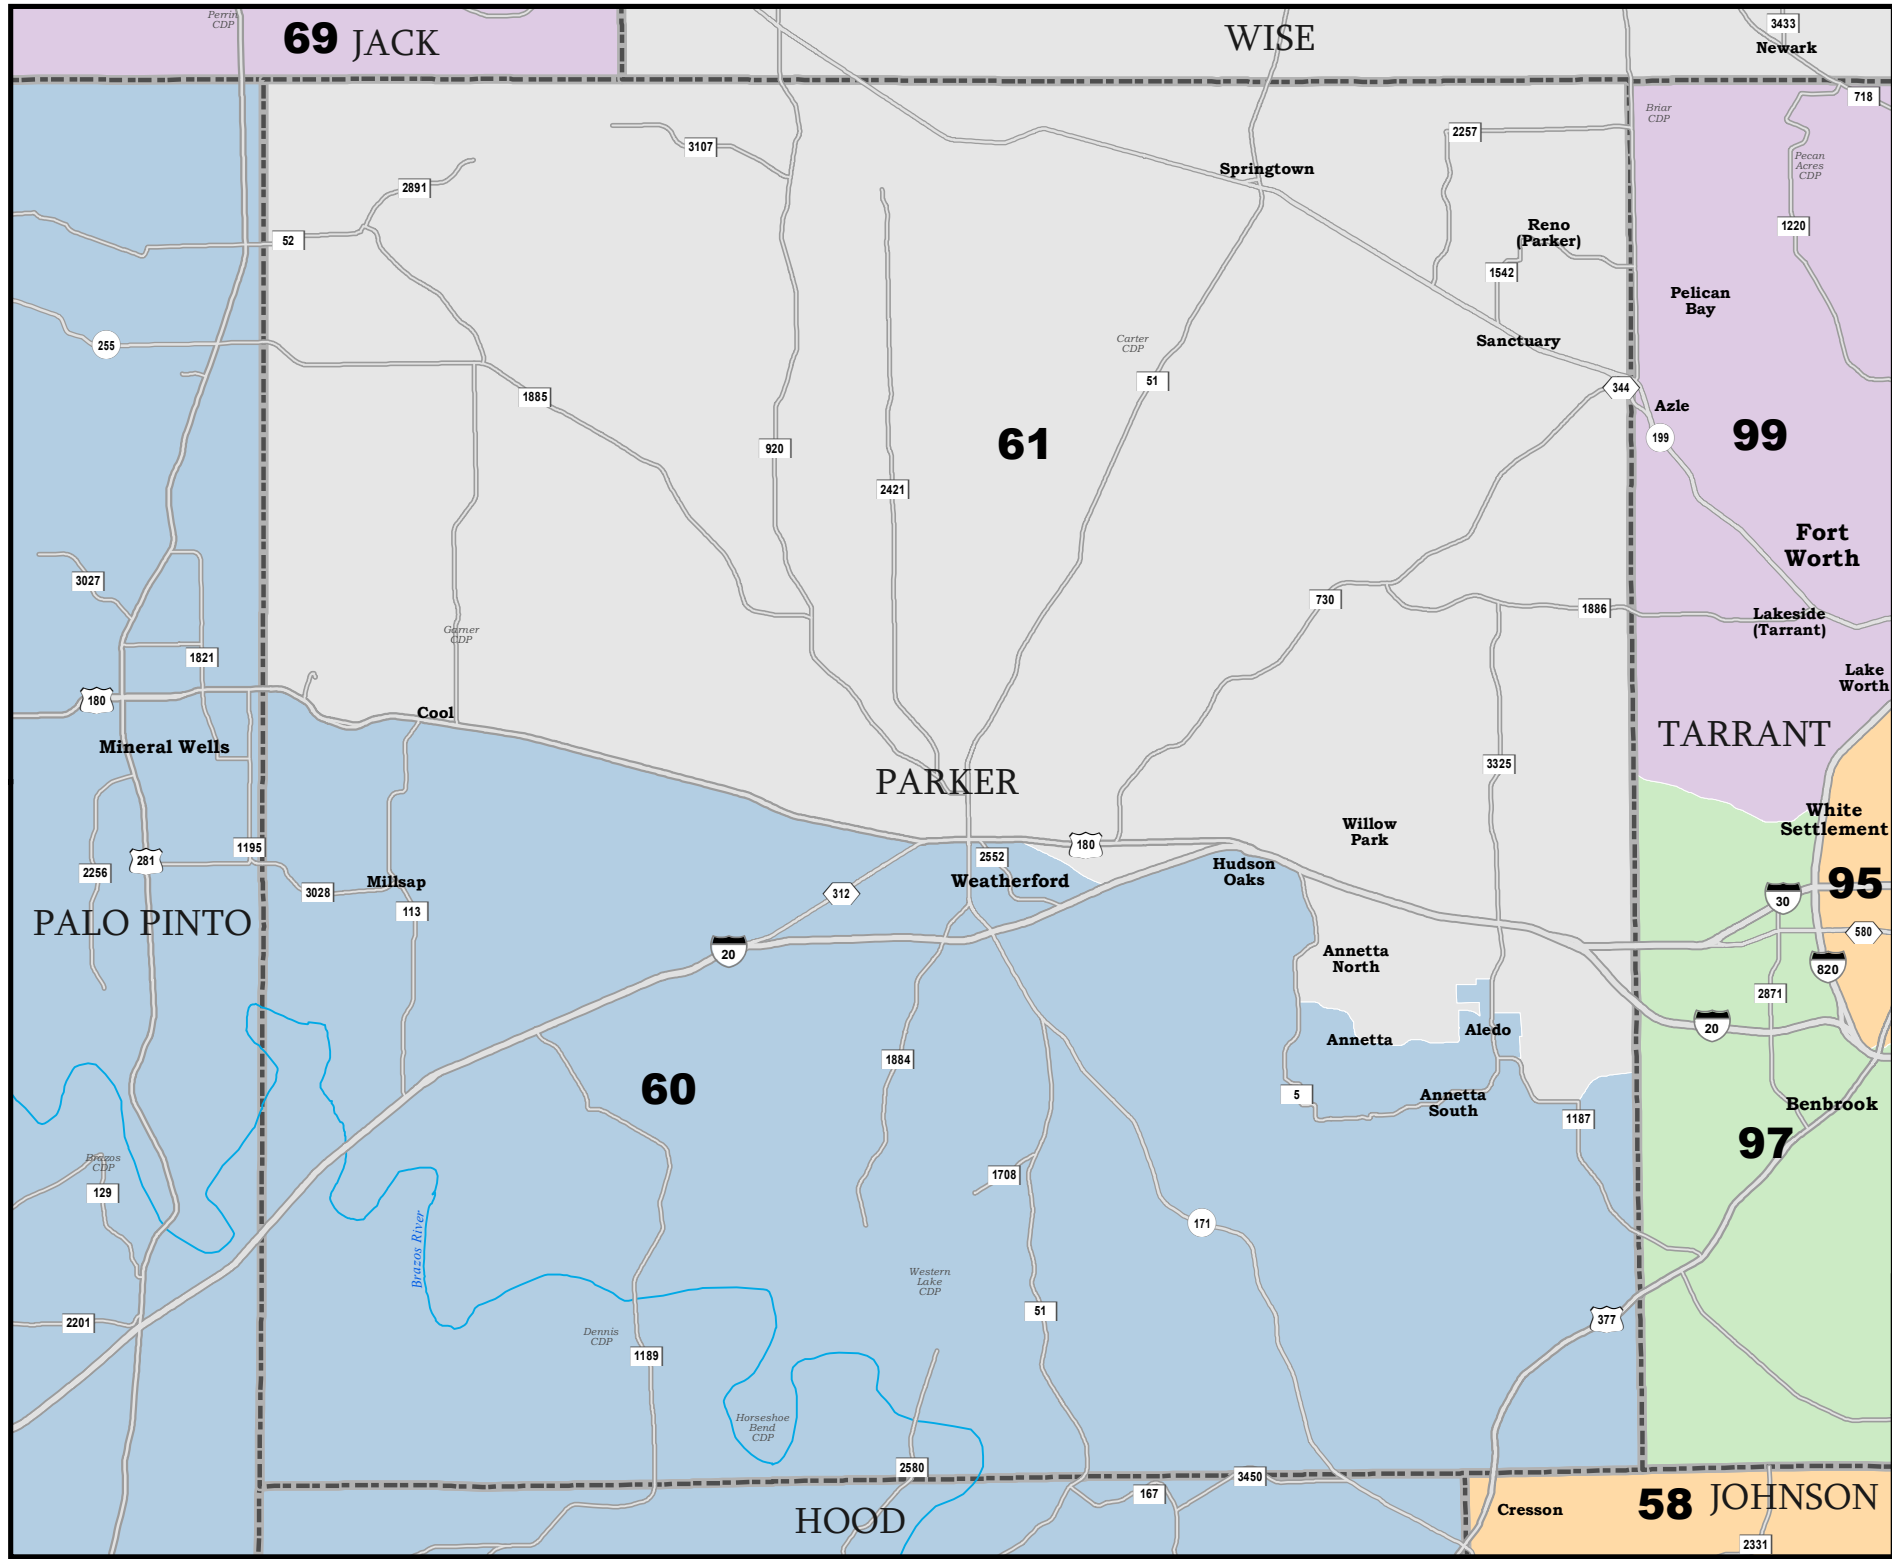 Perrin
CDP
69 JACK
WISE
3433
Newark
718
Briar
CDP
3107
2257
Pecan
Acres
CDP
Springtown
2891
52
Reno
(Parker)
1220
1542
Pelican
Bay
255
Carter
CDP
Sanctuary
51
344
1885
Azle
199
920
61
99
2421
Fort
Worth
3027
730
1886
Lakeside
(Tarrant)
Garner
CDP
1821
Lake
Worth
180
Cool
Mineral Wells
TARRANT
3325
PARKER
White
Settlement
Willow
Park
1195
180
281
2552
2256
Hudson
Oaks
Millsap
Weatherford
95
3028
312
30
113
PALO PINTO
580
20
Annetta
North
820
2871
Annetta
Aledo
20
1884
60
5
Annetta
South
Benbrook
1187
97
Brazos
CDP
129
1708
171
Brazos River
Western
Lake
CDP
51
2201
377
Dennis
CDP
1189
Horseshoe
Bend
CDP
2580
3450
167
HOOD
Cresson
58 JOHNSON
2331